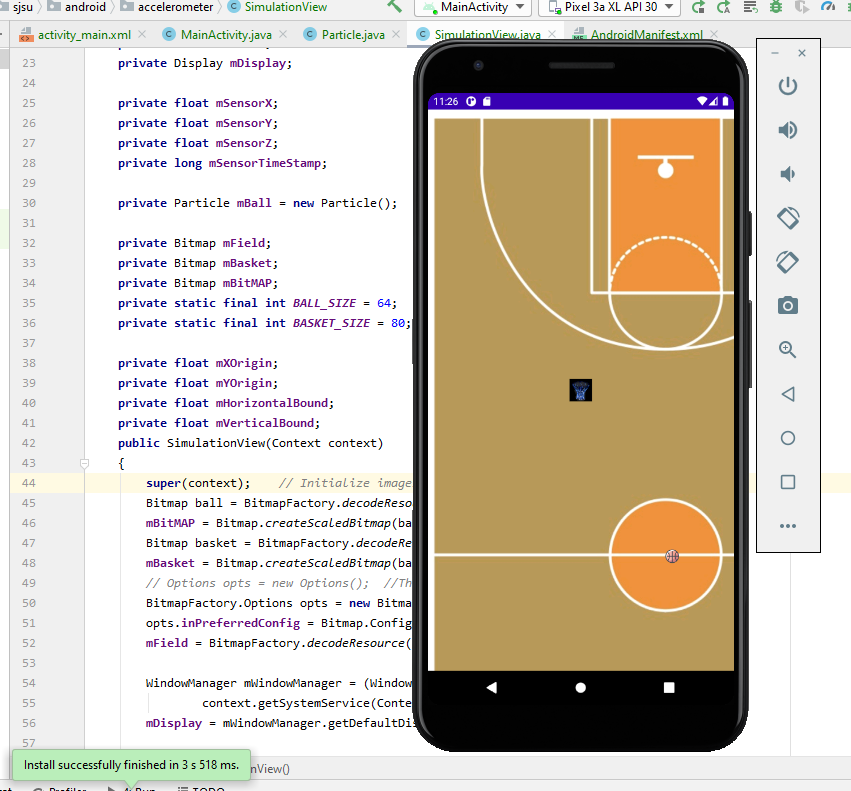 sjsu android accelerometer SimulationView MainActivity Pixel 3a XL API 30
activity_main.xml MainActivity.java Particle.java SimulationView.java AndroidManifest.xml
23 private Display mDisplay;
24
25 private float mSensorX;
26 private float mSensorY;
27 private float mSensorZ;
28 private long mSensorTimeStamp;
29
30 private Particle mBall = new Particle();
31
32 private Bitmap mField;
33 private Bitmap mBasket;
34 private Bitmap mBitMAP;
35 private static final int BALL_SIZE = 64;
36 private static final int BASKET_SIZE = 80;
37
38 private float mXOrigin;
39 private float mYOrigin;
40 private float mHorizontalBound;
41 private float mVerticalBound;
42 public SimulationView(Context context)
43 {
44 super(context); // Initialize image
45 Bitmap ball = BitmapFactory.decodeReso
46 mBitMAP = Bitmap.createScaledBitmap(ba
47 Bitmap basket = BitmapFactory.decodeRe
48 mBasket = Bitmap.createScaledBitmap(ba
49 // Options opts = new Options(); //Th
50 BitmapFactory.Options opts = new Bitma
51 opts.inPreferredConfig = Bitmap.Config
52 mField = BitmapFactory.decodeResource(
53
54 WindowManager mWindowManager = (Window
55 context.getSystemService(Conte
56 mDisplay = mWindowManager.getDefaultDis
57
11:26
Install successfully finished in 3 s 518 ms.
nView()
Profiler 4: Run TODO